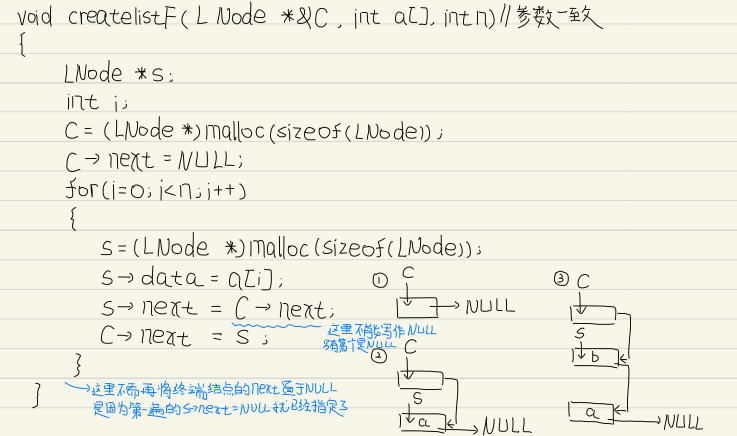 void createlistF( LNode *&C , int a[], int n)//参数一致
{
LNode *s;
int i;
C = (LNode *)malloc(sizeof(LNode));
C → next = NULL;
for(i=0; i<n; i++)
{
s=(LNode *)malloc(sizeof(LNode));
s→data = a[i];
s→next = C→next;
这里不能写作NULL
C→next = s ;
}
→这里不需再将终端结点的next置于NULL
是因为第一遍的s→next=NULL就已经指定了
}
① C
→NULL
② C
s
a →NULL
③ C
s
b
a →NULL